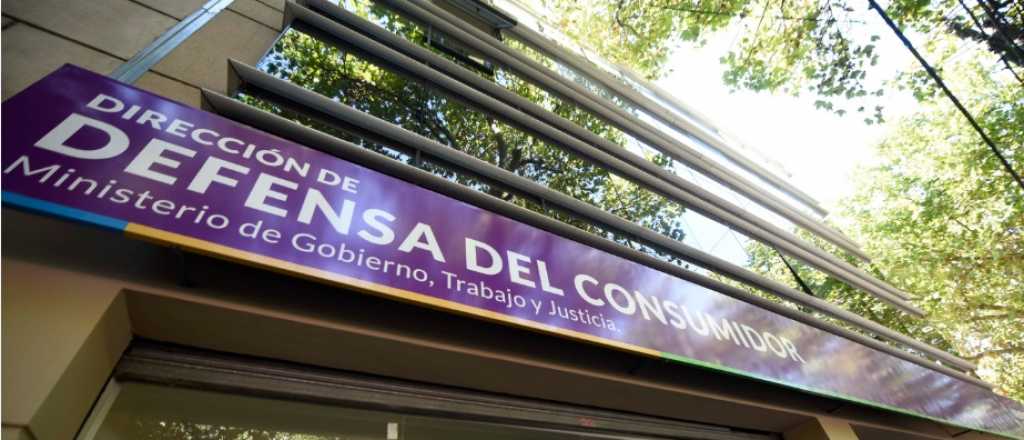 DIRECCIÓN DE
DEFENSA DEL CONSUMIDOR
Ministerio de Gobierno, Trabajo y Justicia.